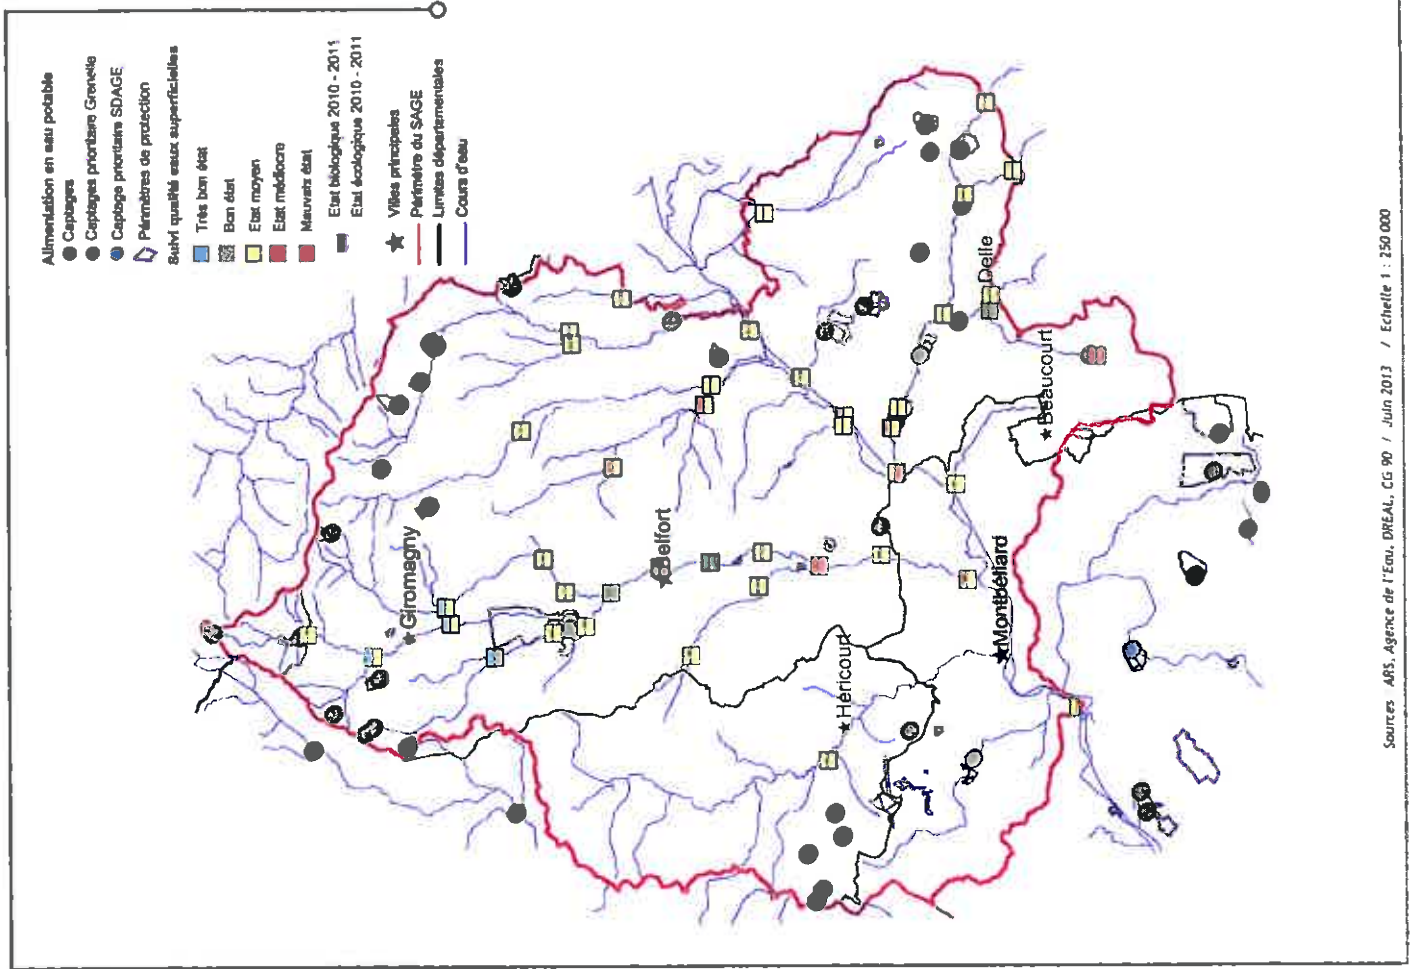 Alimentation en eau potable
Captages
Captages prioritaire Grenelle
Captage prioritaire SDAGE
Périmètres de protection
Suivi qualité eaux superficielles
Très bon état
Bon état
Etat moyen
Etat médiocre
Mauvais état
Etat biologique 2010 - 2011
Etat écologique 2010 - 2011
Villes principales
Périmètre du SAGE
Limites départementales
Cours d'eau
Giromagny
Belfort
Delle
Beaucourt
Montbéliard
Héricourt
Sources ARS, Agence de l'Eau, DREAL, CG 90 / Juin 2013 / Echelle 1 : 250 000